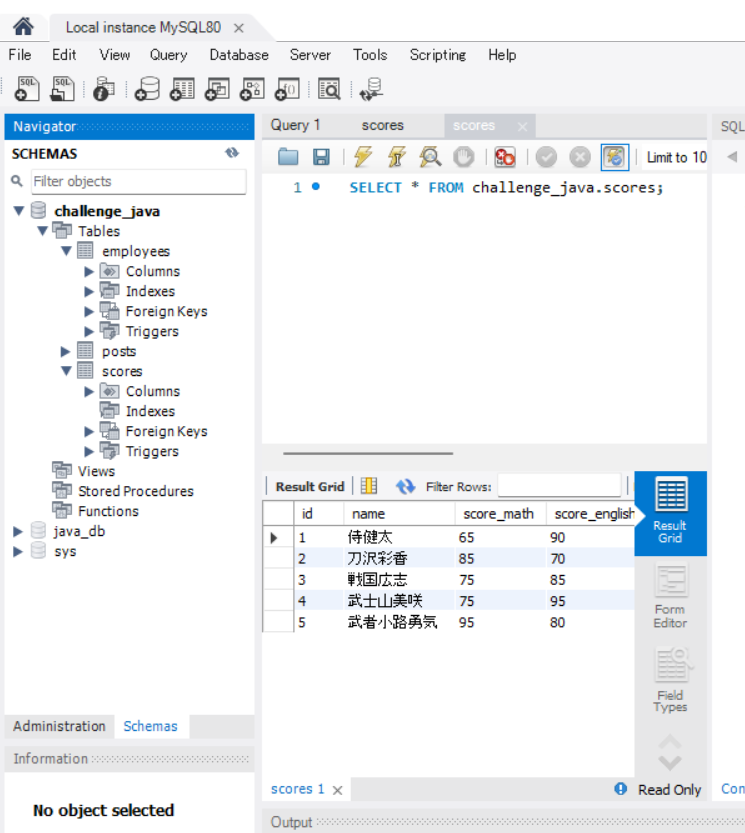 Local instance MySQL80 ×
File Edit View Query Database Server Tools Scripting Help
SQL SQL
Navigator
SCHEMAS
Filter objects
challenge_java
Tables
employees
Columns
Indexes
Foreign Keys
Triggers
posts
scores
Columns
Indexes
Foreign Keys
Triggers
Views
Stored Procedures
Functions
java_db
sys
Administration Schemas
Information
No object selected
Query 1 scores scores × SQL
Limit to 10
1 SELECT * FROM challenge_java.scores;
Result Grid Filter Rows:
id name score_math score_english
1 侍健太 65 90
2 刀沢彩香 85 70
3 戦国広志 75 85
4 武士山美咲 75 95
5 武者小路勇気 95 80
Result
Grid
Form
Editor
Field
Types
scores 1 × Read Only Con
Output